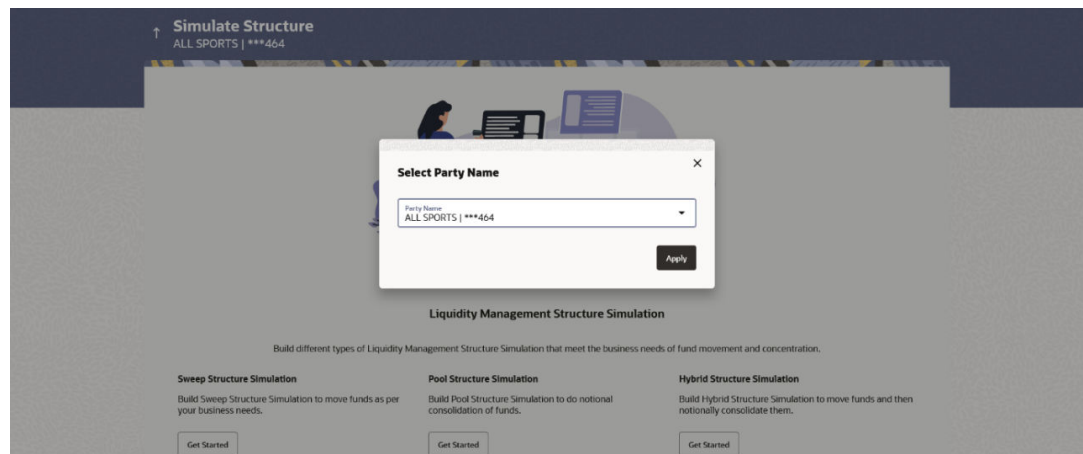 Simulate Structure
ALL SPORTS | ***464
Select Party Name
Party Name
ALL SPORTS | ***464
Apply
Liquidity Management Structure Simulation
Build different types of Liquidity Management Structure Simulation that meet the business needs of fund movement and concentration.
Sweep Structure Simulation
Build Sweep Structure Simulation to move funds as per
your business needs.
Get Started
Pool Structure Simulation
Build Pool Structure Simulation to do notional
consolidation of funds.
Get Started
Hybrid Structure Simulation
Build Hybrid Structure Simulation to move funds and then
notionally consolidate them.
Get Started